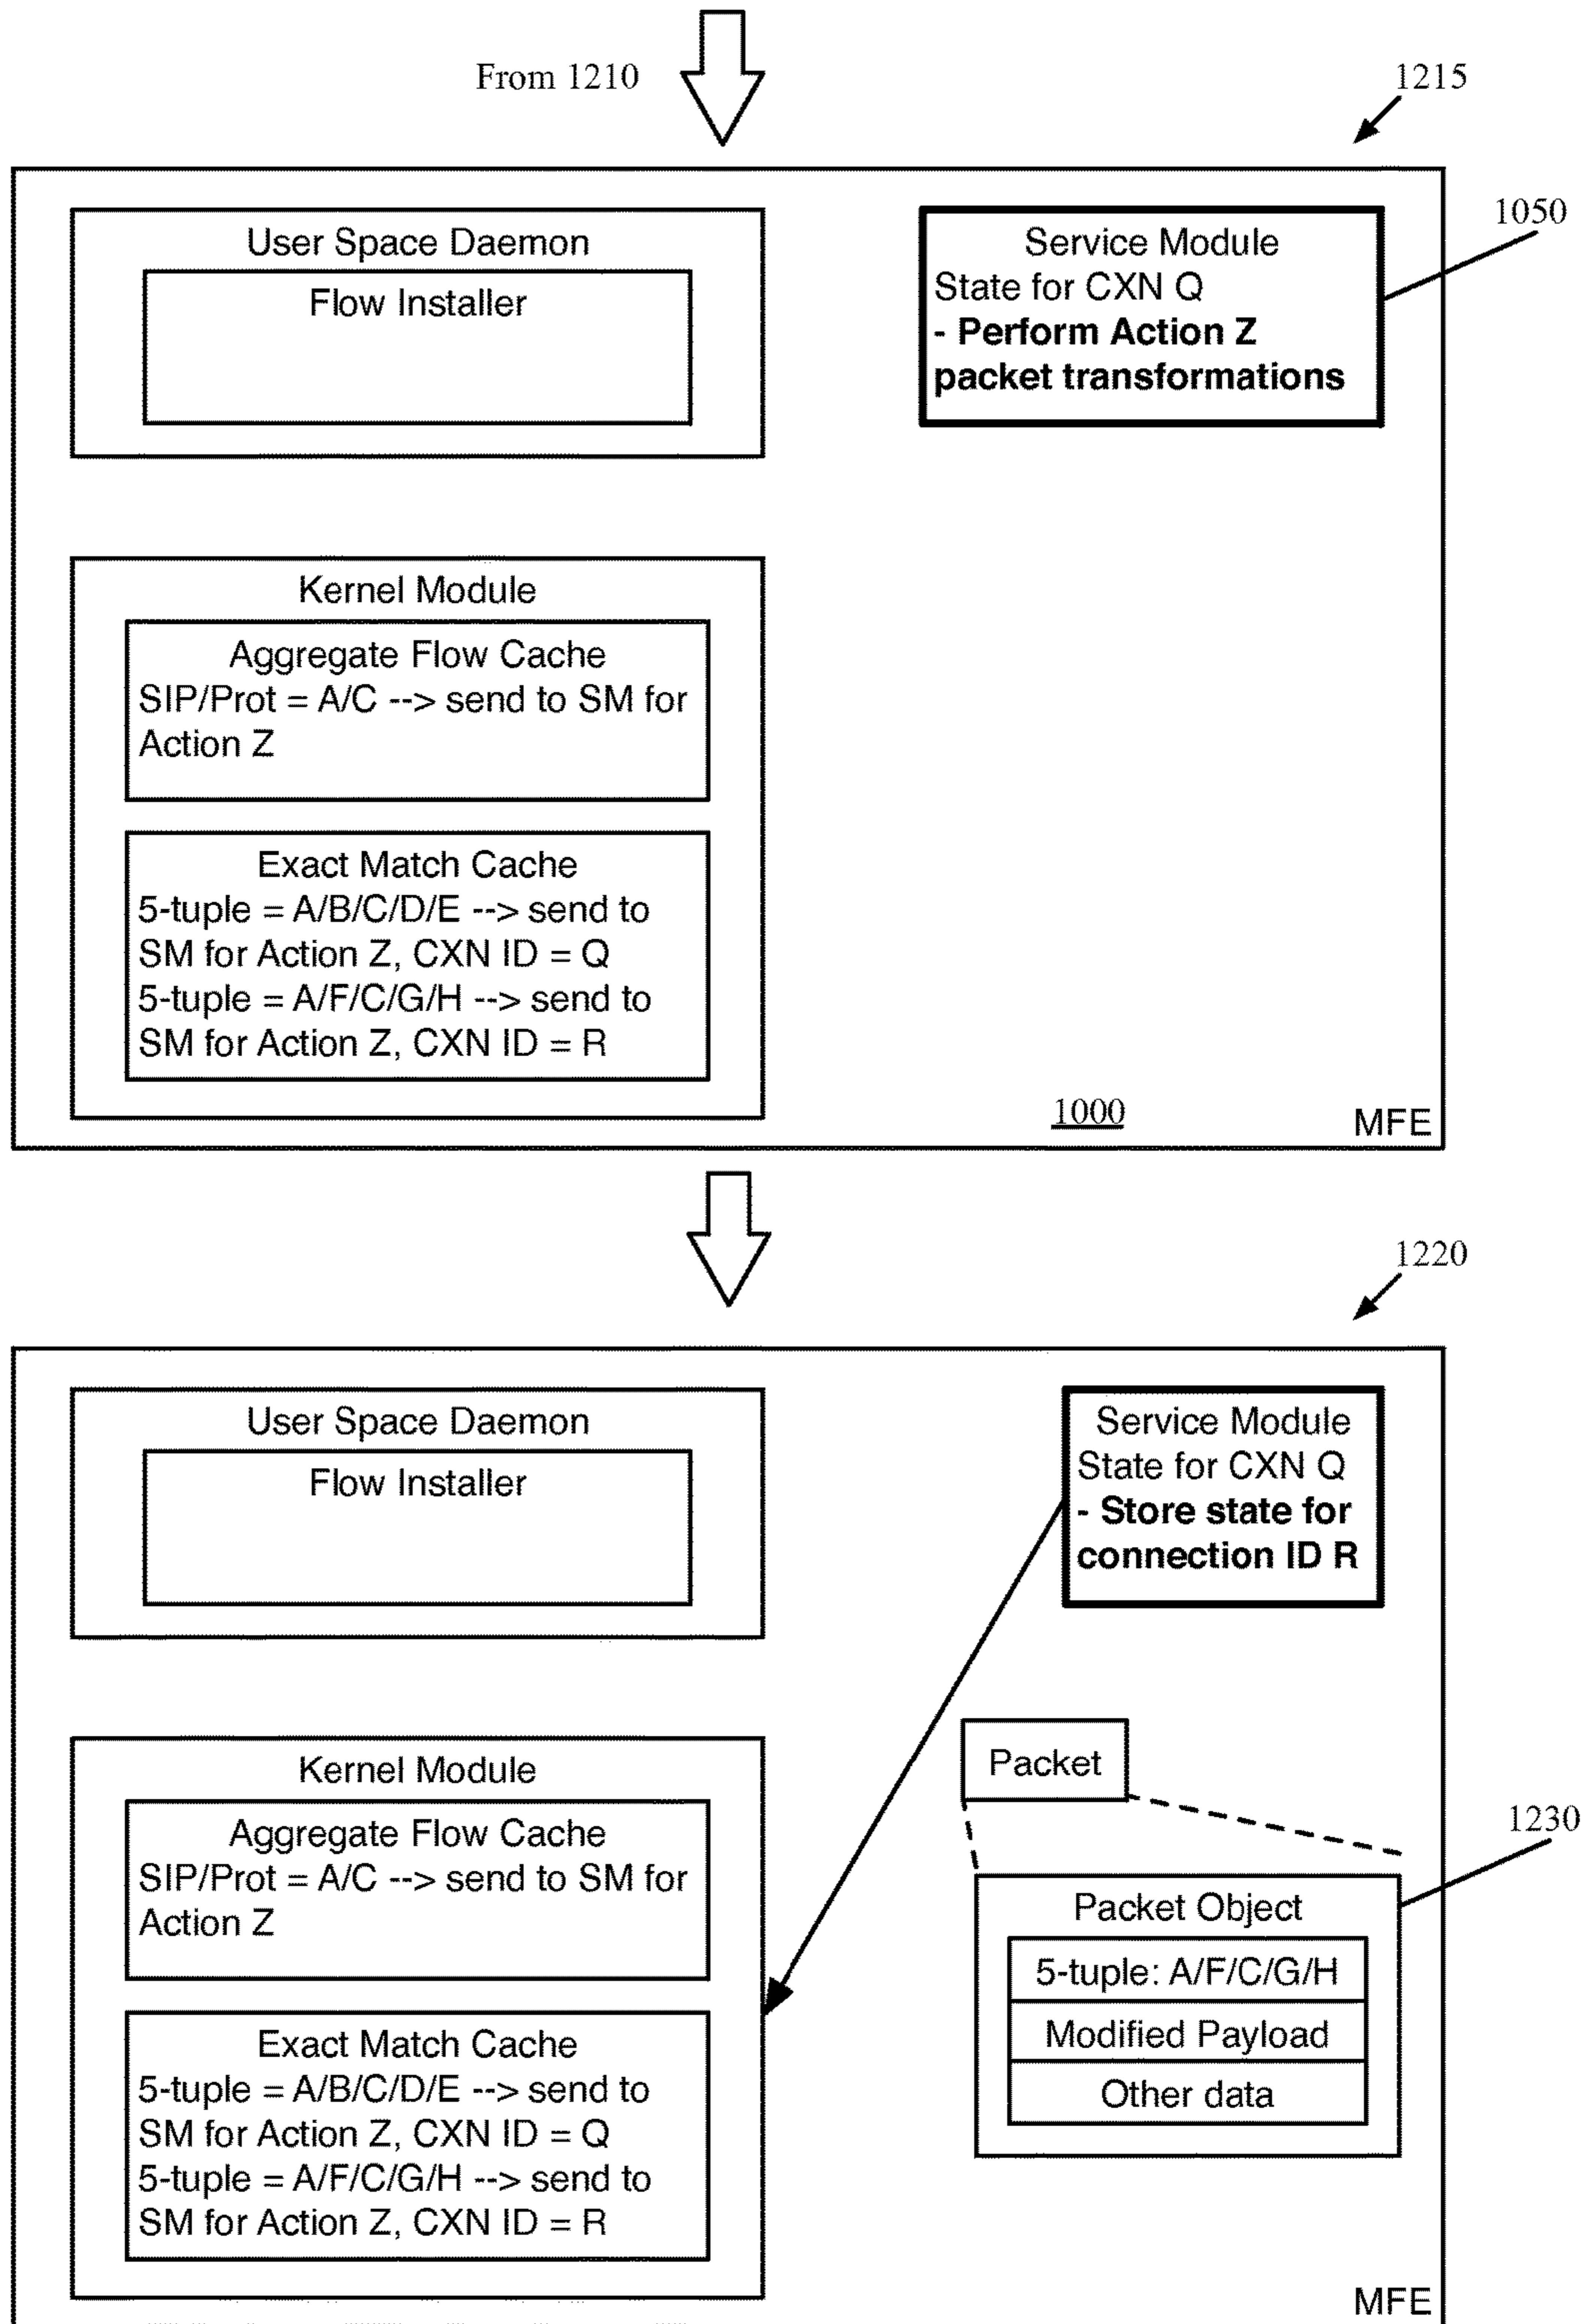 From 1210
1215
1050
User Space Daemon
Flow Installer
Service Module
State for CXN Q
- Perform Action Z
packet transformations
Kernel Module
Aggregate Flow Cache
SIP/Prot = A/C --> send to SM for
Action Z
Exact Match Cache
5-tuple = A/B/C/D/E --> send to
SM for Action Z, CXN ID = Q
5-tuple = A/F/C/G/H --> send to
SM for Action Z, CXN ID = R
1000
MFE
1220
User Space Daemon
Flow Installer
Service Module
State for CXN Q
- Store state for
connection ID R
Kernel Module
Aggregate Flow Cache
SIP/Prot = A/C --> send to SM for
Action Z
Exact Match Cache
5-tuple = A/B/C/D/E --> send to
SM for Action Z, CXN ID = Q
5-tuple = A/F/C/G/H --> send to
SM for Action Z, CXN ID = R
Packet
1230
Packet Object
5-tuple: A/F/C/G/H
Modified Payload
Other data
MFE